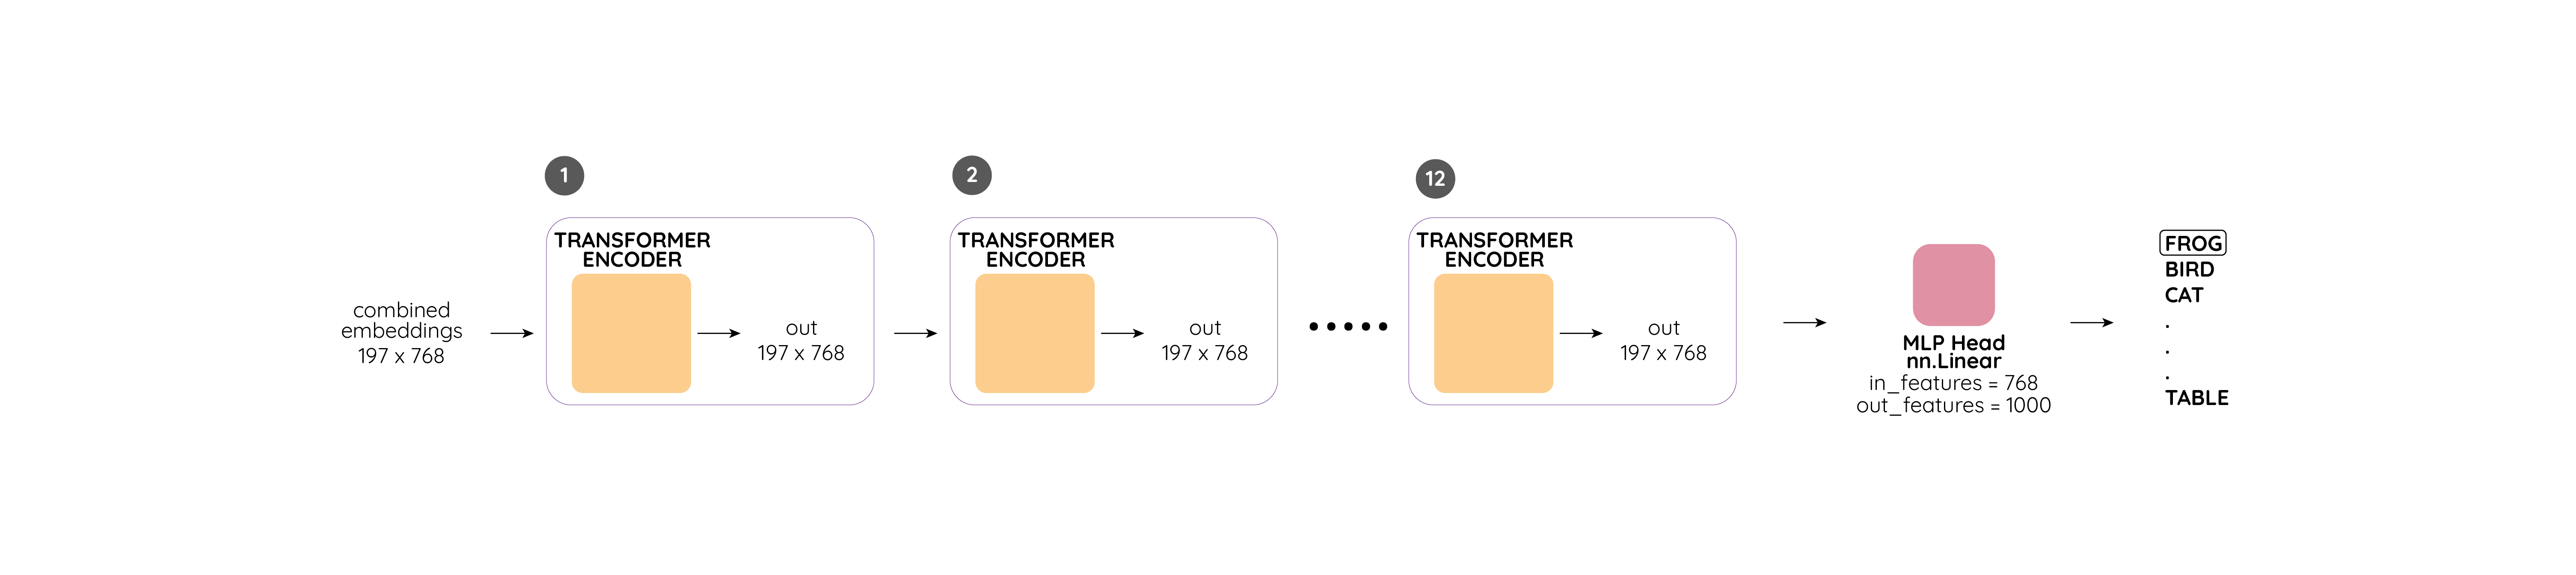 1
2
12
TRANSFORMER
ENCODER
TRANSFORMER
ENCODER
TRANSFORMER
ENCODER
combined
embeddings
197 x 768
out
197 x 768
out
197 x 768
out
197 x 768
MLP Head
nn.Linear
in_features = 768
out_features = 1000
FROG
BIRD
CAT
.
.
.
TABLE